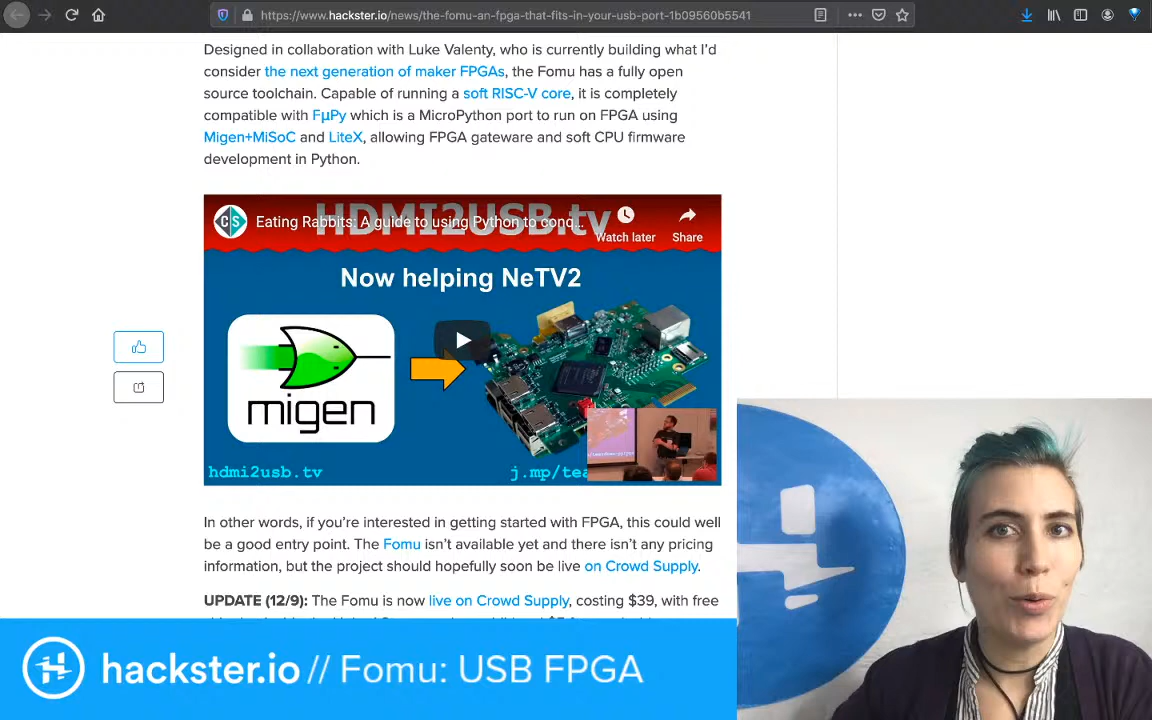 https://www.hackster.io/news/the-fomu-an-fpga-that-fits-in-your-usb-port-1b09560b5541
Designed in collaboration with Luke Valenty, who is currently building what I'd
consider the next generation of maker FPGAs, the Fomu has a fully open
source toolchain. Capable of running a soft RISC-V core, it is completely
compatible with FμPy which is a MicroPython port to run on FPGA using
Migen+MiSoC and LiteX, allowing FPGA gateware and soft CPU firmware
development in Python.
HDMI2USB.tv
CS
Eating Rabbits: A guide to using Python to conq...
Watch later
Share
Now helping NeTV2
migen
hdmi2usb.tv
j.mp/tea
In other words, if you're interested in getting started with FPGA, this could well
be a good entry point. The Fomu isn't available yet and there isn't any pricing
information, but the project should hopefully soon be live on Crowd Supply.
UPDATE (12/9): The Fomu is now live on Crowd Supply, costing $39, with free
hackster.io // Fomu: USB FPGA